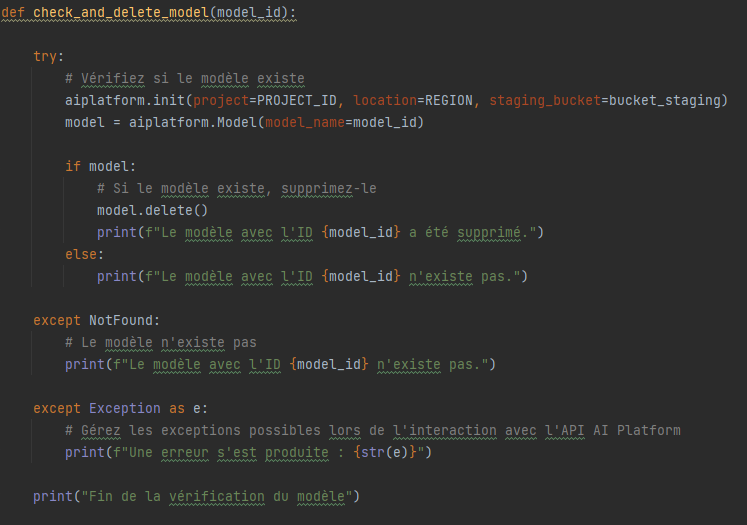 def check_and_delete_model(model_id):
try:
# Vérifiez si le modèle existe
aiplatform.init(project=PROJECT_ID, location=REGION, staging_bucket=bucket_staging)
model = aiplatform.Model(model_name=model_id)
if model:
# Si le modèle existe, supprimez-le
model.delete()
print(f"Le modèle avec l'ID {model_id} a été supprimé.")
else:
print(f"Le modèle avec l'ID {model_id} n'existe pas.")
except NotFound:
# Le modèle n'existe pas
print(f"Le modèle avec l'ID {model_id} n'existe pas.")
except Exception as e:
# Gérez les exceptions possibles lors de l'interaction avec l'API AI Platform
print(f"Une erreur s'est produite : {str(e)}")
print("Fin de la vérification du modèle")